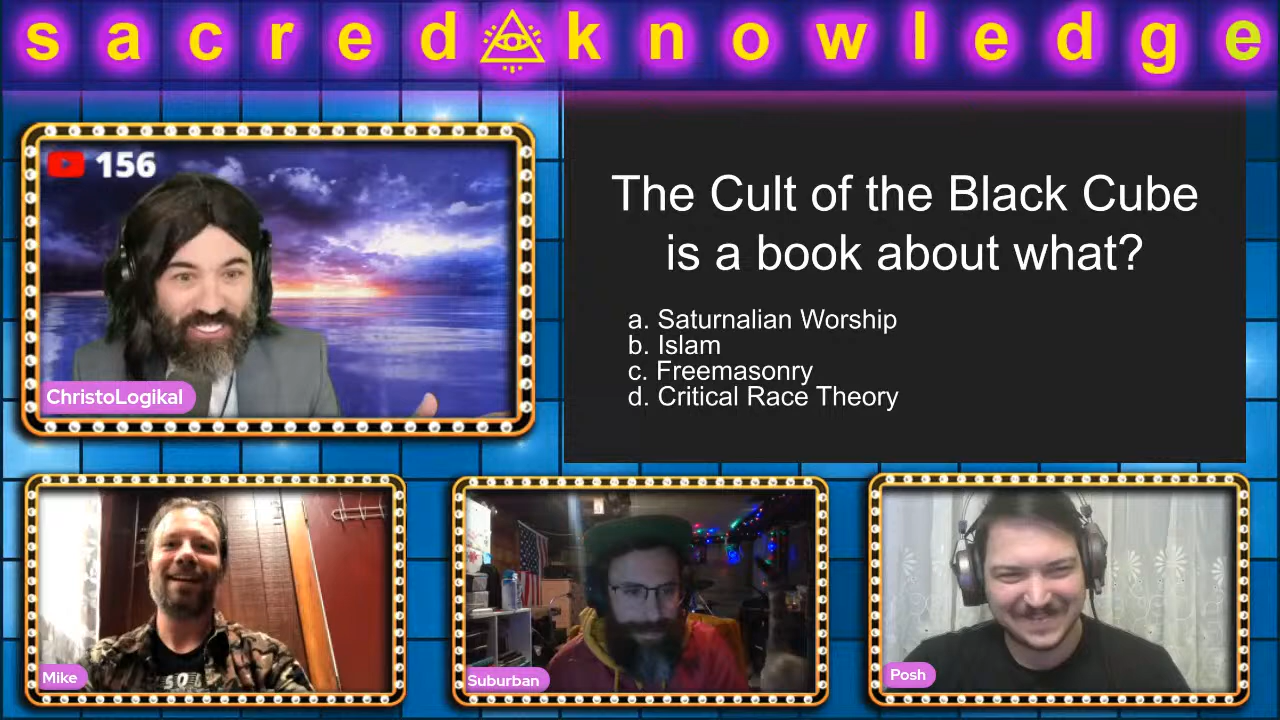 sacred knowledge
156
The Cult of the Black Cube
is a book about what?
a. Saturnalian Worship
b. Islam
c. Freemasonry
d. Critical Race Theory
ChristoLogikal
Mike
Suburban
Posh